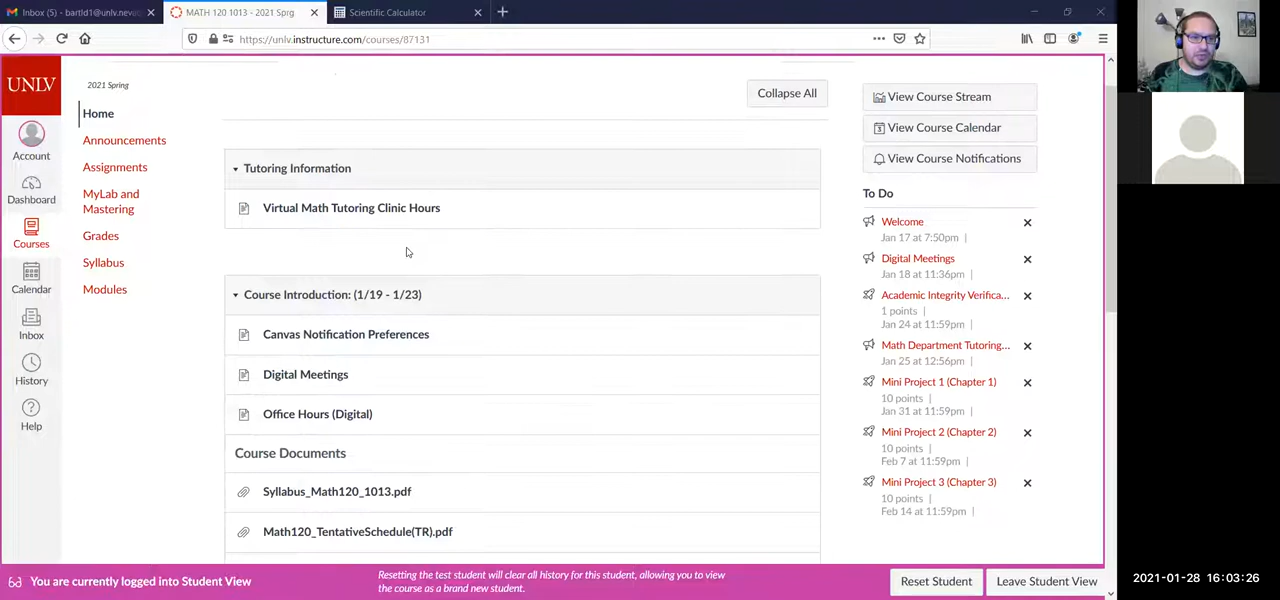 Inbox (5) - bartld1@unlv.nevad
MATH 120 1013 - 2021 Sprg
Scientific Calculator
https://unlv.instructure.com/courses/87131
UNLV
Account
Dashboard
Courses
Calendar
Inbox
History
Help
2021 Spring
Home
Announcements
Assignments
MyLab and
Mastering
Grades
Syllabus
Modules
Collapse All
Tutoring Information
Virtual Math Tutoring Clinic Hours
Course Introduction: (1/19 - 1/23)
Canvas Notification Preferences
Digital Meetings
Office Hours (Digital)
Course Documents
Syllabus_Math120_1013.pdf
Math120_TentativeSchedule(TR).pdf
View Course Stream
View Course Calendar
View Course Notifications
To Do
Welcome
Jan 17 at 7:50pm |
Digital Meetings
Jan 18 at 11:36pm |
Academic Integrity Verifica...
1 points |
Jan 24 at 11:59pm |
Math Department Tutoring...
Jan 25 at 12:56pm |
Mini Project 1 (Chapter 1)
10 points |
Jan 31 at 11:59pm |
Mini Project 2 (Chapter 2)
10 points |
Feb 7 at 11:59pm |
Mini Project 3 (Chapter 3)
10 points |
Feb 14 at 11:59pm |
You are currently logged into Student View
Resetting the test student will clear all history for this student, allowing you to view
the course as a brand new student.
Reset Student
Leave Student View
2021-01-28 16:03:26